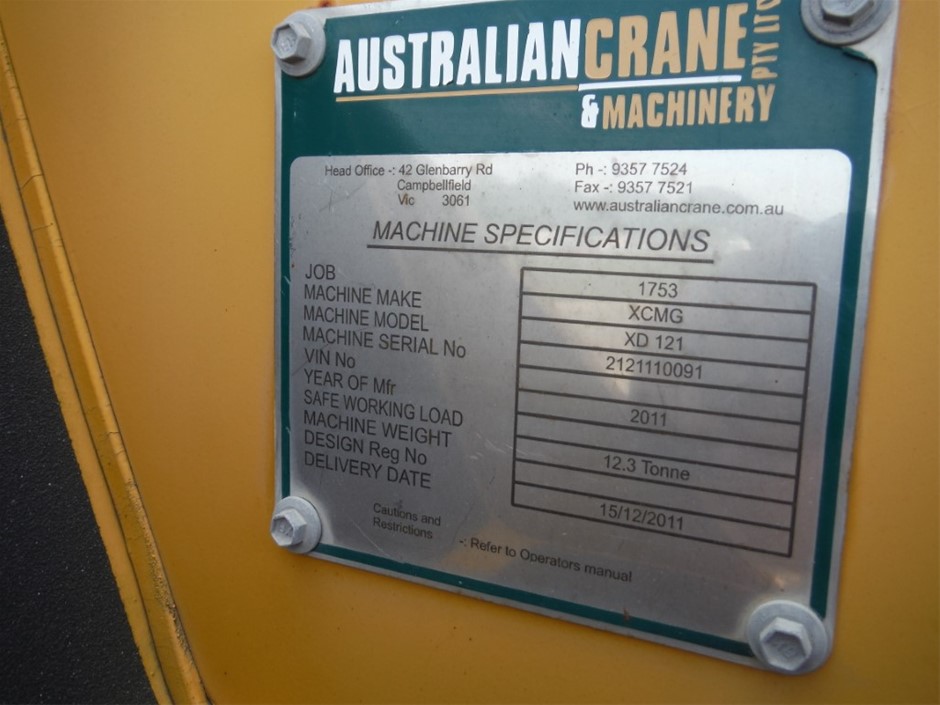 AUSTRALIANCRANE PTY LTD
& MACHINERY
Head Office -: 42 Glenbarry Rd
Campbellfield
Vic 3061
Ph -: 9357 7524
Fax -: 9357 7521
www.australiancrane.com.au
MACHINE SPECIFICATIONS
JOB 1753
MACHINE MAKE XCMG
MACHINE MODEL XD 121
MACHINE SERIAL No 2121110091
VIN No
YEAR OF Mfr 2011
SAFE WORKING LOAD
MACHINE WEIGHT 12.3 Tonne
DESIGN Reg No
DELIVERY DATE 15/12/2011
Cautions and
Restrictions -: Refer to Operators manual